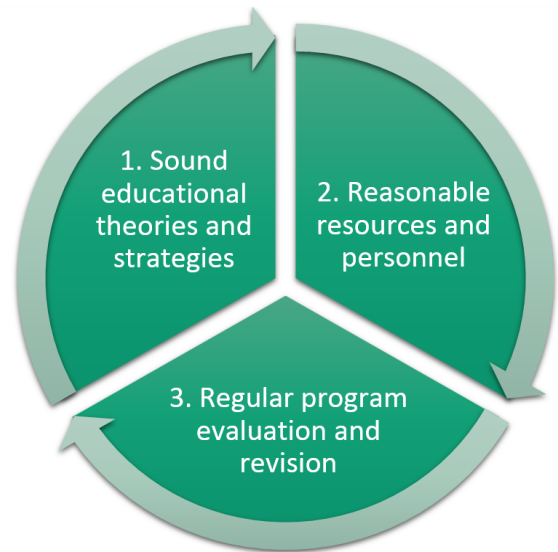 1. Sound
educational
theories and
strategies
2. Reasonable
resources and
personnel
3. Regular program
evaluation and
revision